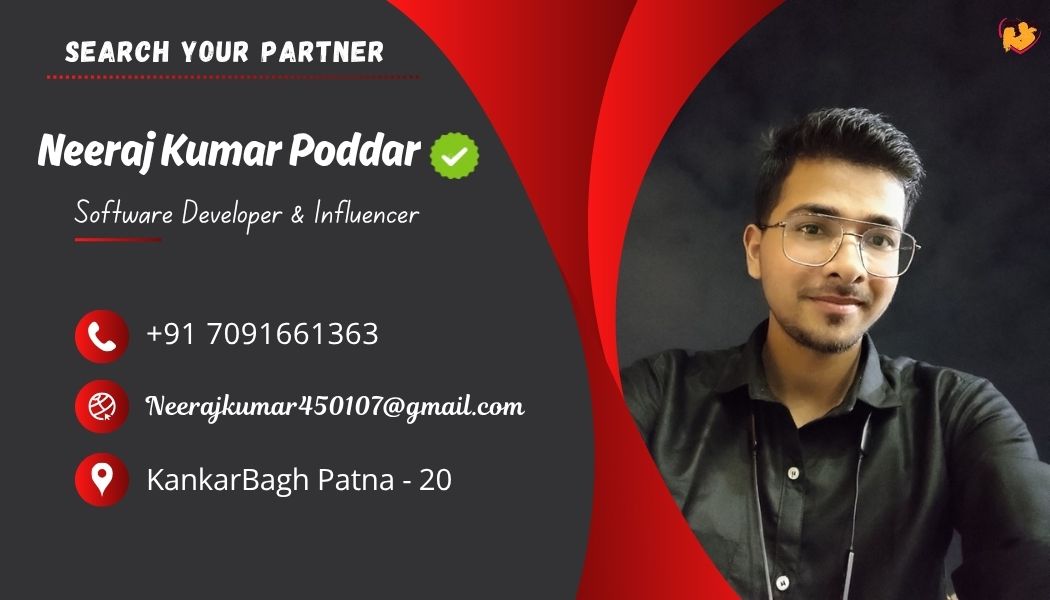 SEARCH YOUR PARTNER
Neeraj Kumar Poddar
Software Developer & Influencer
+91 7091661363
Neerajkumar450107@gmail.com
KankarBagh Patna - 20